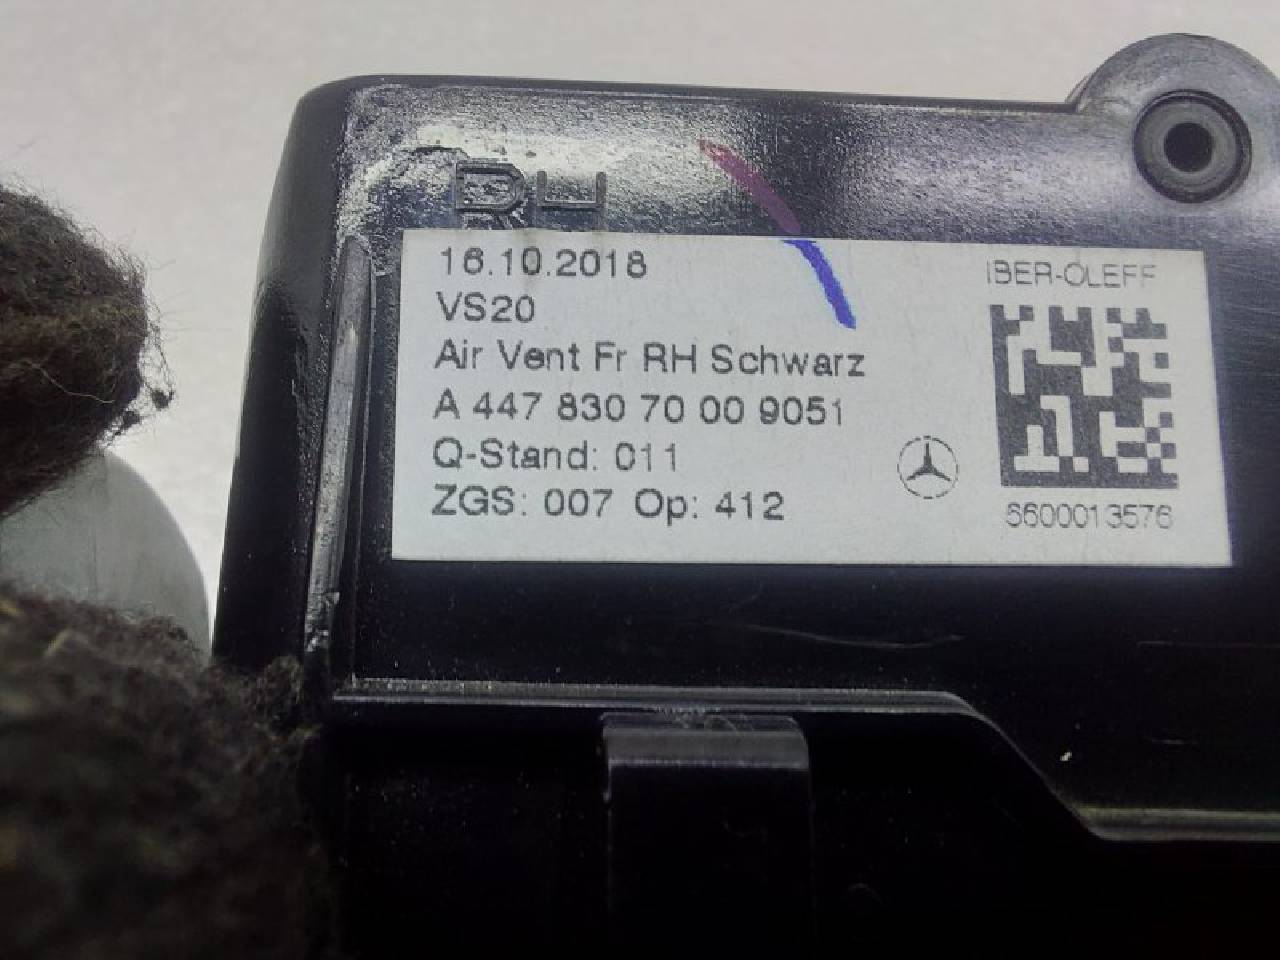 RH
16.10.2018
IBER-OLEFF
VS20
Air Vent Fr RH Schwarz
A 447 830 70 00 9051
Q-Stand: 011
ZGS: 007 Op: 412
6600013576